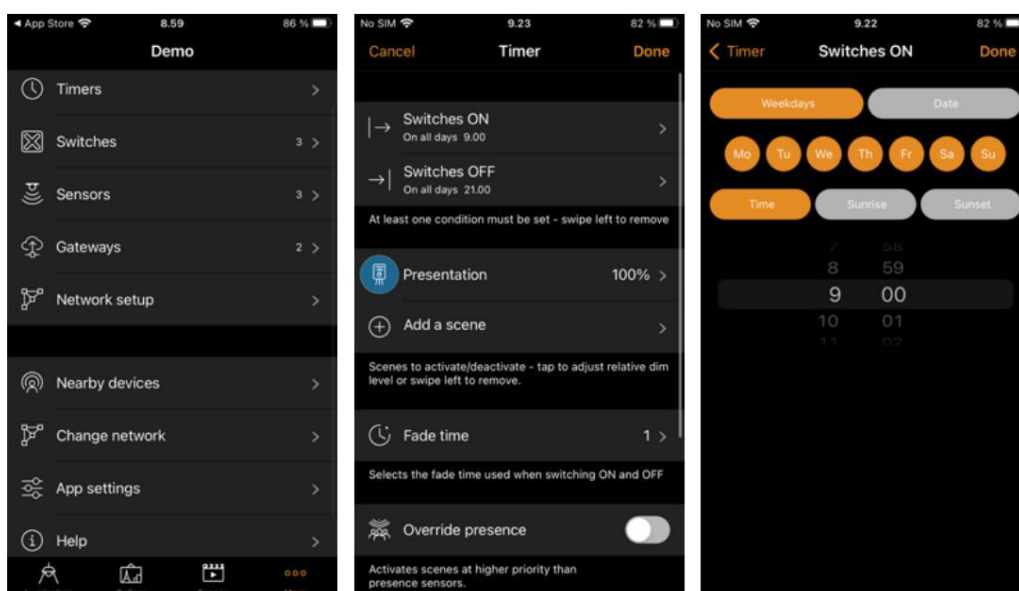 App Store
8.59
86 %
Demo
Timers
Switches
3
Sensors
3
Gateways
2
Network setup
Nearby devices
Change network
App settings
Help
No SIM
9.23
82 %
Cancel
Timer
Done
Switches ON
On all days 9.00
Switches OFF
On all days 21.00
At least one condition must be set - swipe left to remove
Presentation
100%
Add a scene
Scenes to activate/deactivate - tap to adjust relative dim
level or swipe left to remove.
Fade time
1
Selects the fade time used when switching ON and OFF
Override presence
Activates scenes at higher priority than
presence sensors.
No SIM
9.22
82 %
Timer
Switches ON
Done
Weekdays
Date
Mo Tu We Th Fr Sa Su
Time
Sunrise
Sunset
7 58
8 59
9 00
10 01
11 02